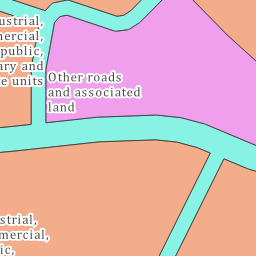 ustrial,
mercial,
public,
ary and
e units
Other roads
and associated
land
strial,
mercial,
ic,